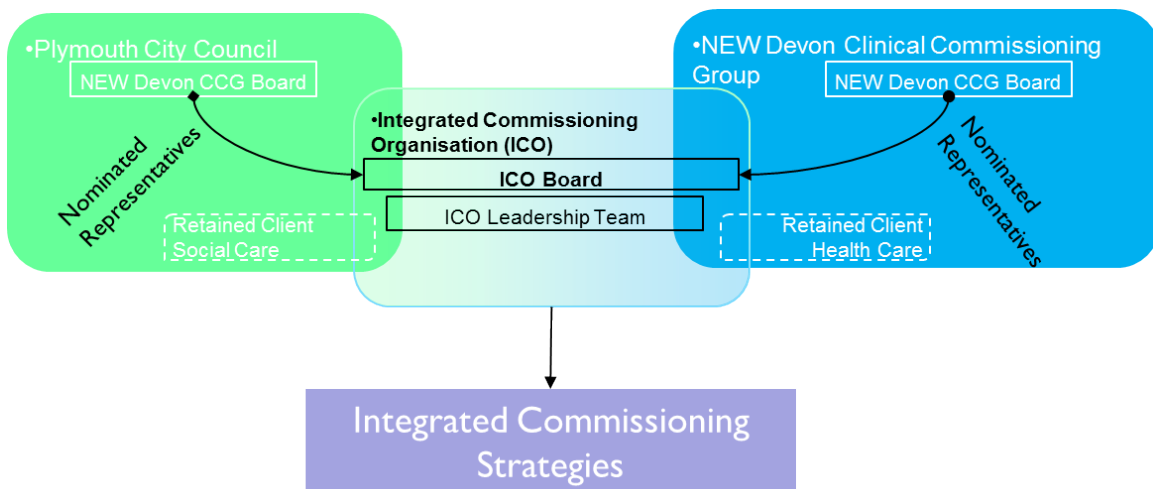 •Plymouth City Council
NEW Devon CCG Board
Nominated
Representatives
Retained Client
Social Care
•Integrated Commissioning
Organisation (ICO)
ICO Board
ICO Leadership Team
•NEW Devon Clinical Commissioning
Group
NEW Devon CCG Board
Nominated
Representatives
Retained Client
Health Care
Integrated Commissioning
Strategies